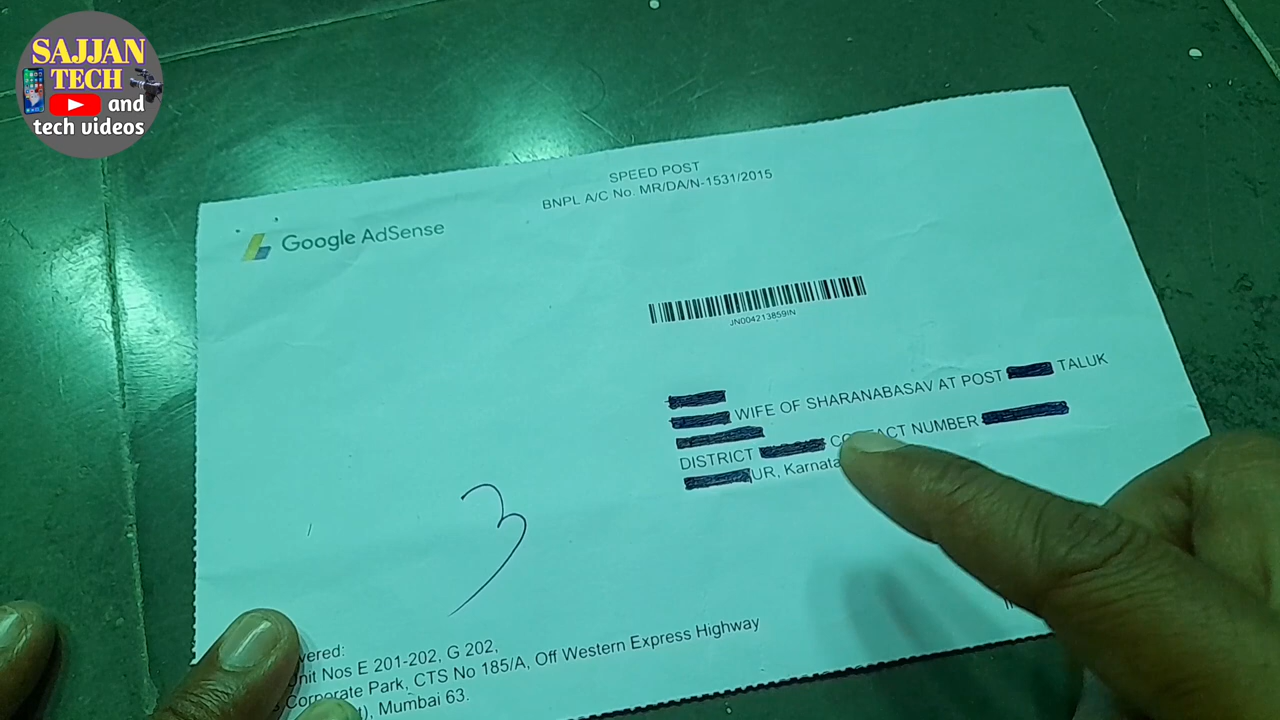 SAJJAN
TECH
and
tech videos
SPEED POST
BNPL A/C No. MR/DA/N-1531/2015
Google AdSense
JN004213859IN
WIFE OF SHARANABASAV AT POST TALUK
DISTRICT CONTACT NUMBER
UR, Karnata
3
vered:
nit Nos E 201-202, G 202,
Corporate Park, CTS No 185/A, Off Western Express Highway
t), Mumbai 63.